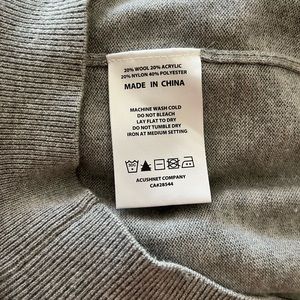 20% WOOL 20% ACRYLIC
20% NYLON 40% POLYESTER
MADE IN CHINA
MACHINE WASH COLD
DO NOT BLEACH
LAY FLAT TO DRY
DO NOT TUMBLE DRY
IRON AT MEDIUM SETTING
ACUSHNET COMPANY
CA#28544